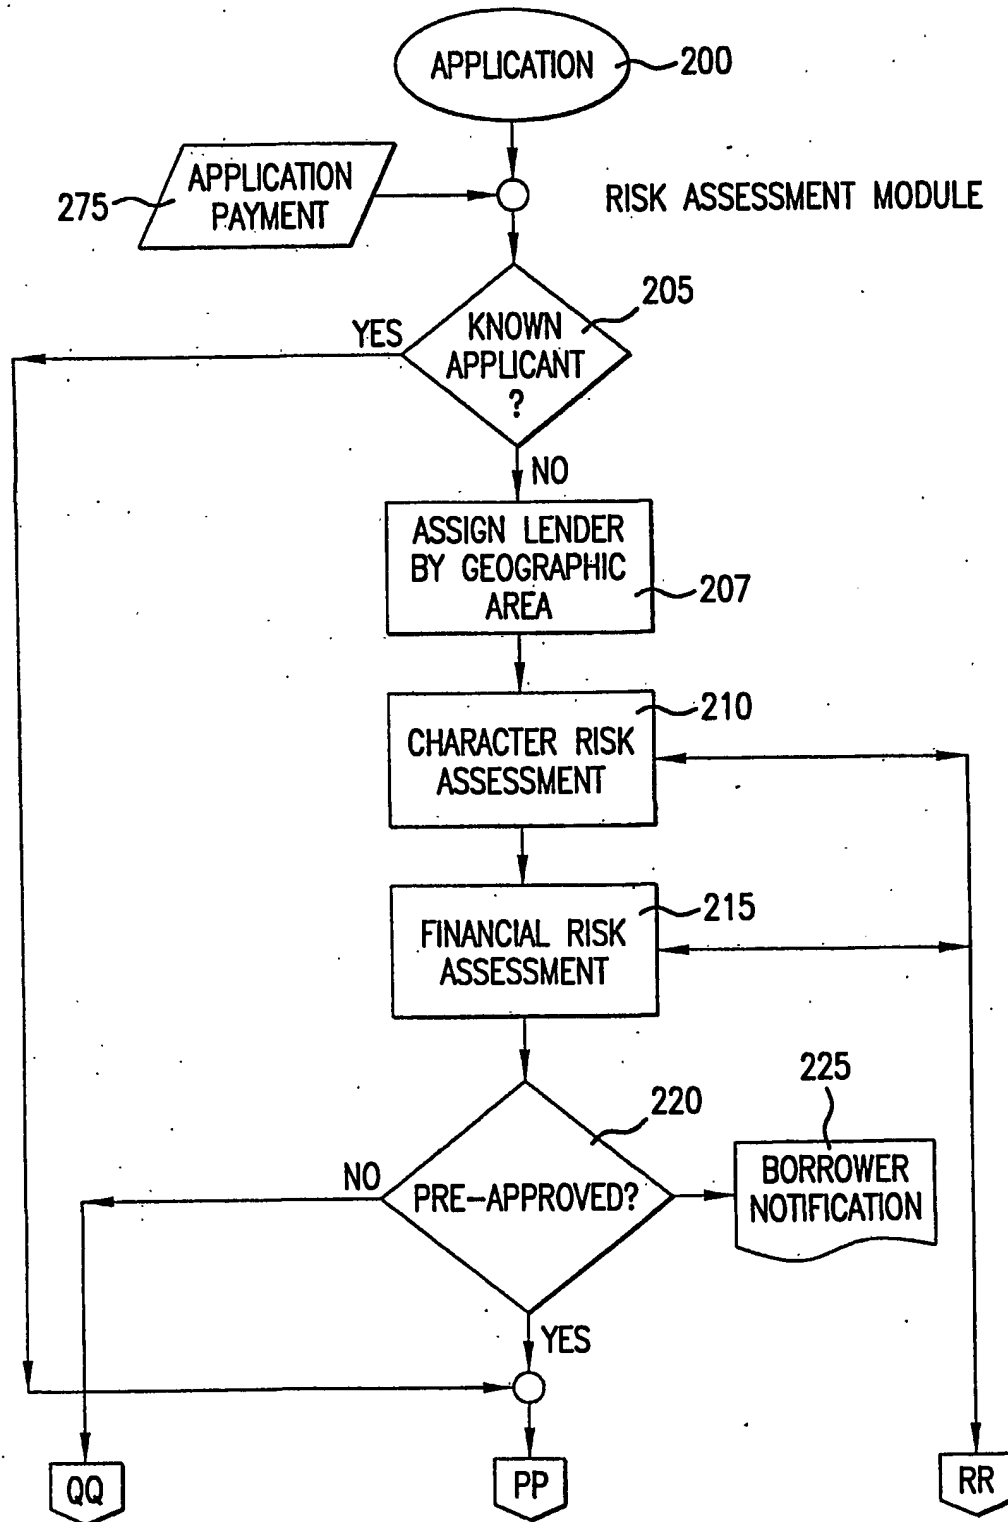 APPLICATION
200
APPLICATION
PAYMENT
275
RISK ASSESSMENT MODULE
205
YES
KNOWN
APPLICANT
?
NO
ASSIGN LENDER
BY GEOGRAPHIC
AREA
207
210
CHARACTER RISK
ASSESSMENT
215
FINANCIAL RISK
ASSESSMENT
225
220
NO
PRE-APPROVED?
BORROWER
NOTIFICATION
YES
QQ
PP
RR